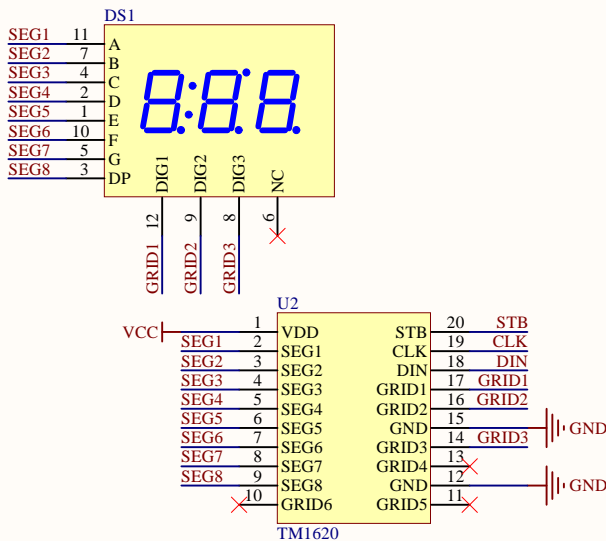 DS1
SEG1 11 A
SEG2 7 B
SEG3 4 C
SEG4 2 D
SEG5 1 E
SEG6 10 F
SEG7 5 G
SEG8 3 DP
8:8.8.
DIG1 DIG2 DIG3 NC
12 9 8 6
GRID1 GRID2 GRID3
U2
VCC 1 VDD STB 20 STB
SEG1 2 SEG1 CLK 19 CLK
SEG2 3 SEG2 DIN 18 DIN
SEG3 4 SEG3 GRID1 17 GRID1
SEG4 5 SEG4 GRID2 16 GRID2
SEG5 6 SEG5 GND 15 GND
SEG6 7 SEG6 GRID3 14 GRID3
SEG7 8 SEG7 GRID4 13
SEG8 9 SEG8 GND 12 GND
10 GRID6 GRID5 11
TM1620